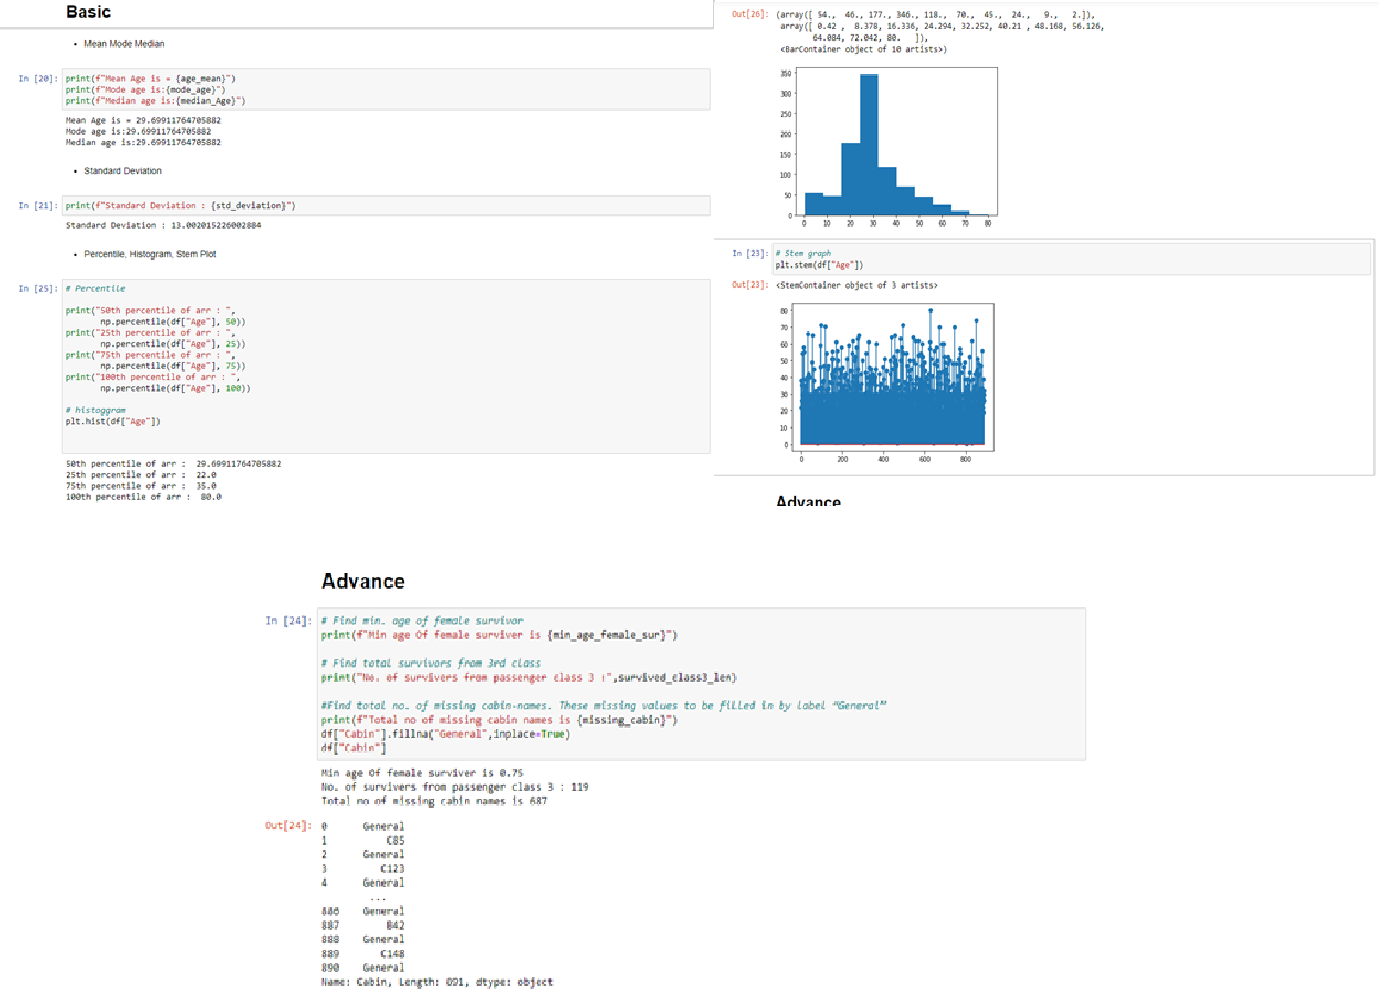 Basic
• Mean Mode Median
In [20]: print(f"Mean Age is = {age_mean}")
print(f"Mode age is:{mode_age}")
print(f"Median age is:{median_Age}")
Mean Age is = 29.69911764705882
Mode age is:29.69911764705882
Median age is:29.69911764705882
• Standard Deviation
In [21]: print(f"Standard Deviation : {std_deviation}")
Standard Deviation : 13.002015226002884
• Percentile, Histogram, Stem Plot
In [25]: # Percentile
print("50th percentile of arr : ",
np.percentile(df["Age"], 50))
print("25th percentile of arr : ",
np.percentile(df["Age"], 25))
print("75th percentile of arr : ",
np.percentile(df["Age"], 75))
print("100th percentile of arr : ",
np.percentile(df["Age"], 100))
# histoggram
plt.hist(df["Age"])
50th percentile of arr :  29.69911764705882
25th percentile of arr :  22.0
75th percentile of arr :  35.0
100th percentile of arr :  80.0
Out[26]: (array([ 54.,  46., 177., 346., 118.,  70.,  45.,  24.,   9.,   2.]),
array([ 0.42 ,  8.378, 16.336, 24.294, 32.252, 40.21 , 48.168, 56.126,
64.084, 72.042, 80.   ]),
<BarContainer object of 10 artists>)
350
300
250
200
150
100
50
0
0 10 20 30 40 50 60 70 80
In [23]: # Stem graph
plt.stem(df["Age"])
Out[23]: <StemContainer object of 3 artists>
80
70
60
50
40
30
20
10
0
0 200 400 600 800
Advance
Advance
In [24]: # Find min. age of female survivor
print(f"Min age Of female surviver is {min_age_female_sur}")
# Find total survivors from 3rd class
print("No. of survivers from passenger class 3 :",survived_class3_len)
#Find total no. of missing cabin-names. These missing values to be filled in by label “General”
print(f"Total no of missing cabin names is {missing_cabin}")
df["Cabin"].fillna("General",inplace=True)
df["Cabin"]
Min age Of female surviver is 0.75
No. of survivers from passenger class 3 : 119
Total no of missing cabin names is 687
Out[24]: 0 General
1 C85
2 General
3 C123
4 General
...
886 General
887 B42
888 General
889 C148
890 General
Name: Cabin, Length: 891, dtype: object